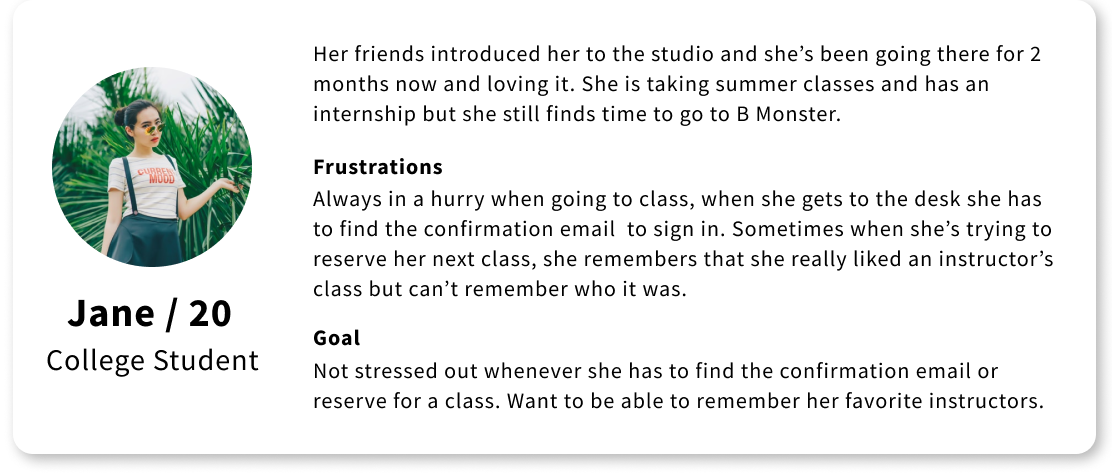 Her friends introduced her to the studio and she’s been going there for 2
months now and loving it. She is taking summer classes and has an
internship but she still finds time to go to B Monster.
Frustrations
Always in a hurry when going to class, when she gets to the desk she has
to find the confirmation email  to sign in. Sometimes when she’s trying to
reserve her next class, she remembers that she really liked an instructor’s
class but can’t remember who it was.
Goal
Not stressed out whenever she has to find the confirmation email or
reserve for a class. Want to be able to remember her favorite instructors.
CURRENT
MOOD
Jane / 20
College Student